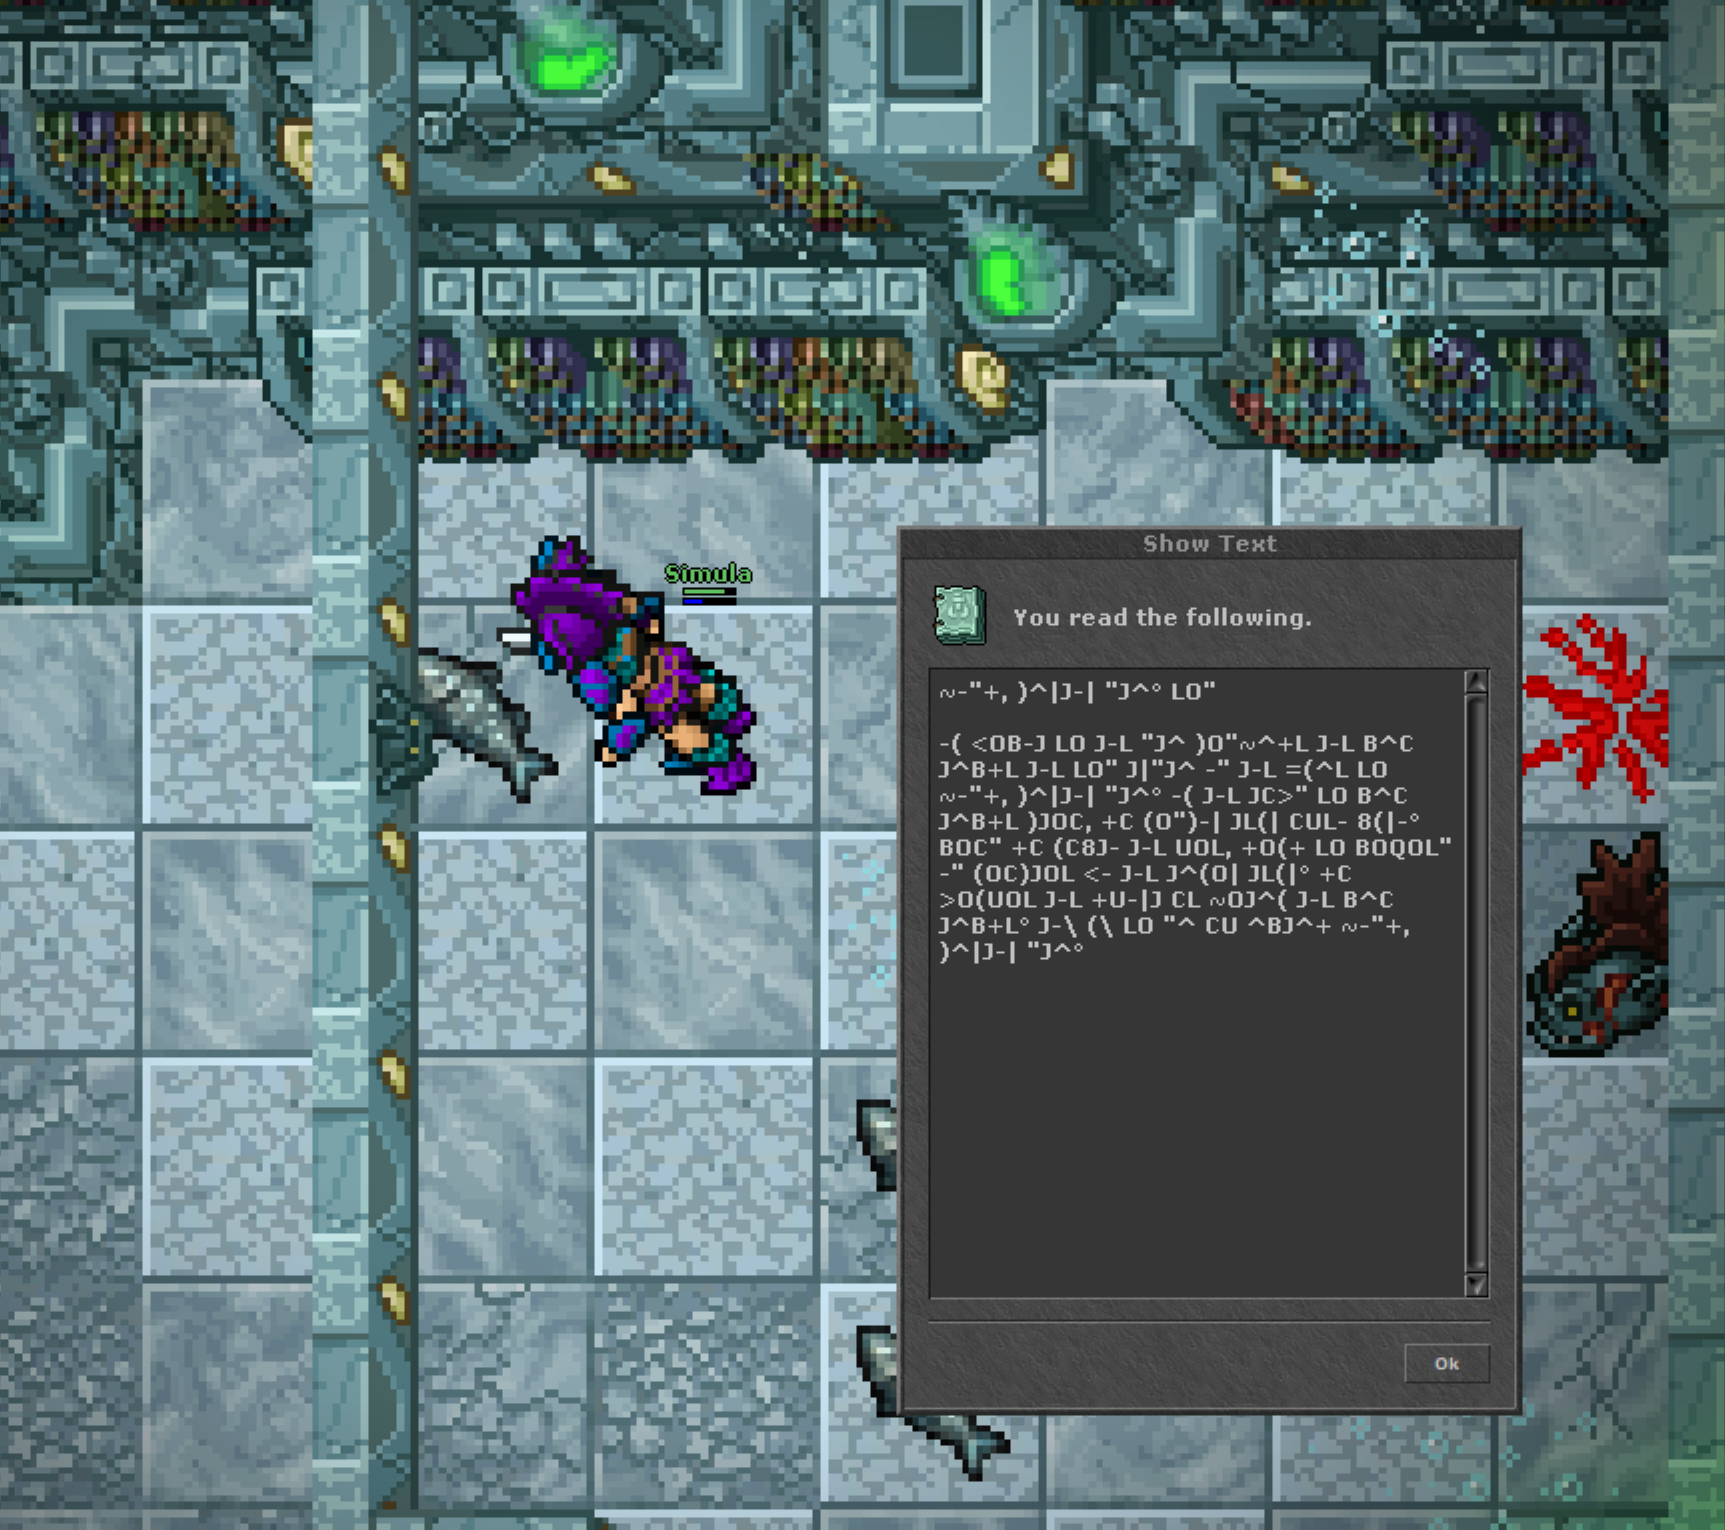 Simula
Show Text
You read the following.
~-"+, )^|J-| "J^° LO"
-( <OB-J LO J-L "J^ )O"~^+L J-L B^C
J^B+L J-L LO" J|"J^ -" J-L =(^L LO
~-"+, )^|J-| "J^° -( J-L JC>" LO B^C
J^B+L )JOC, +C (O")-| JL(| CUL- 8(|-°
BOC" +C (C8J- J-L UOL, +O(+ LO BOQOL"
-" (OC)JOL <- J-L J^(O| JL(|° +C
>O(UOL J-L +U-|J CL ~OJ^( J-L B^C
J^B+L° J-\ (\ LO "^ CU ^BJ^+ ~-"+,
)^|J-| "J^°
Ok